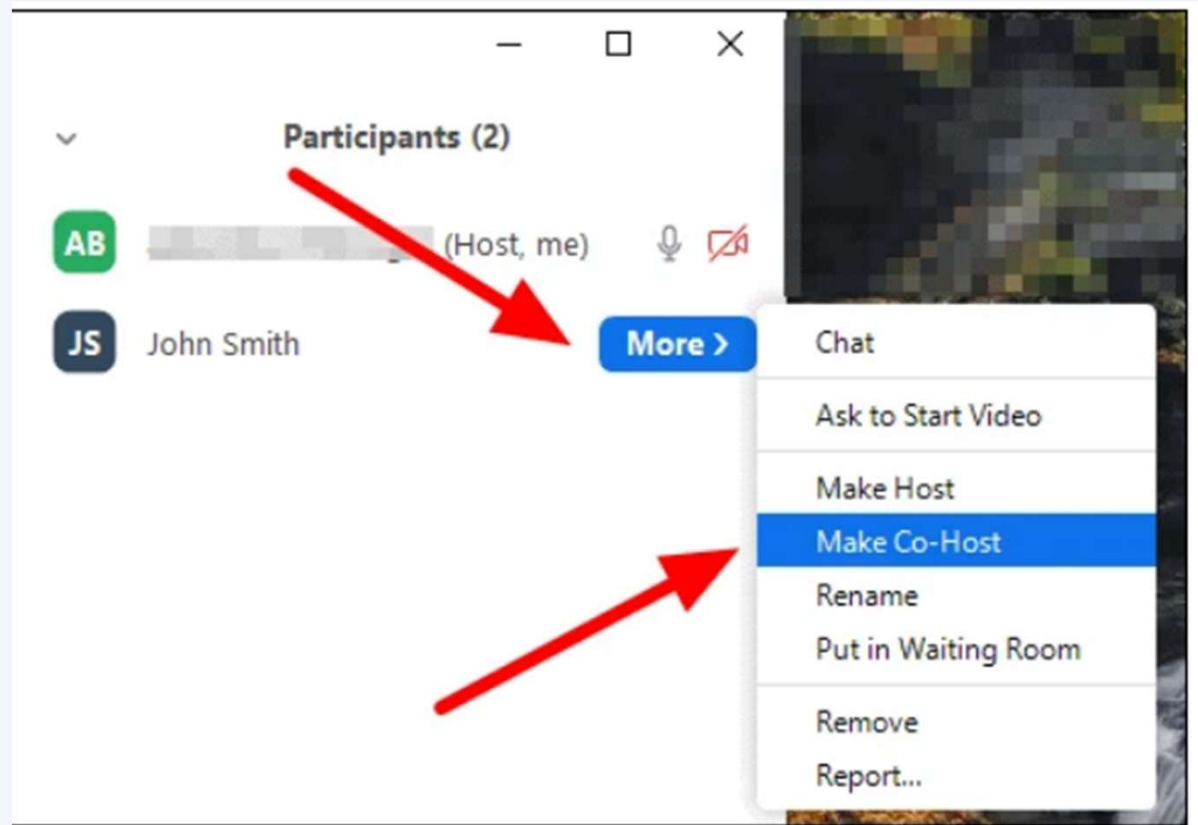 Participants (2)
AB (Host, me)
JS John Smith More >
Chat
Ask to Start Video
Make Host
Make Co-Host
Rename
Put in Waiting Room
Remove
Report...